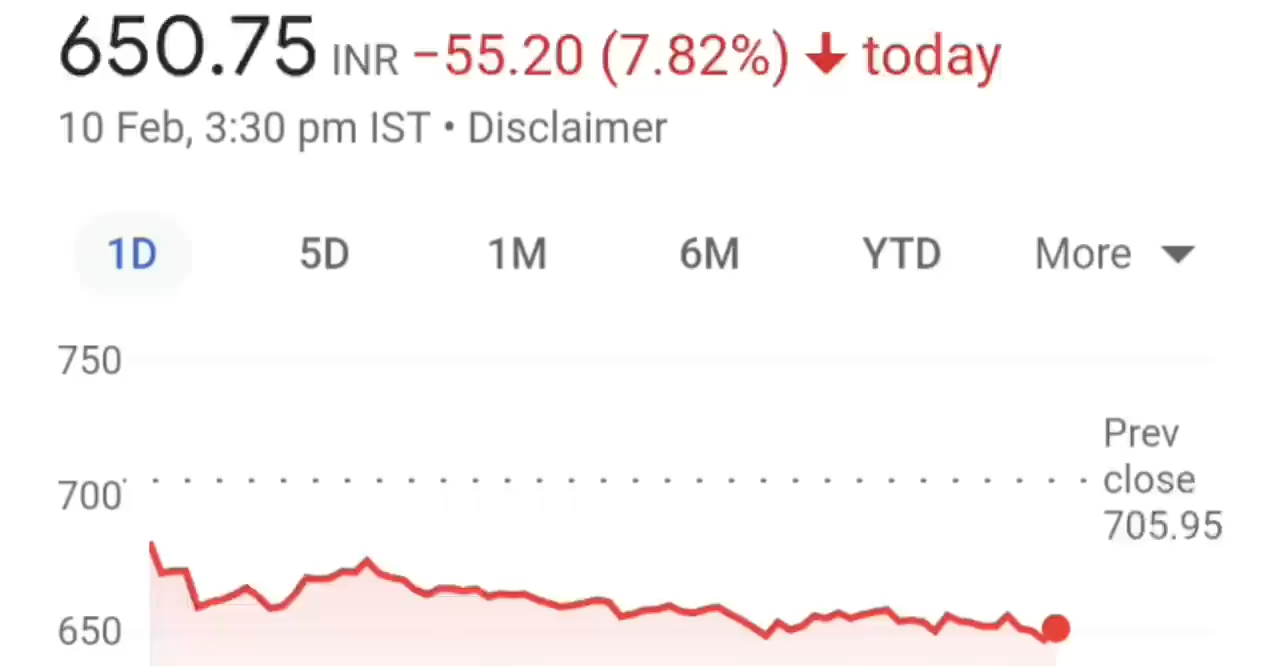 650.75 INR −55.20 (7.82%) ↓ today
10 Feb, 3:30 pm IST • Disclaimer
1D 5D 1M 6M YTD More ▼
750
Prev
close
705.95
700
650